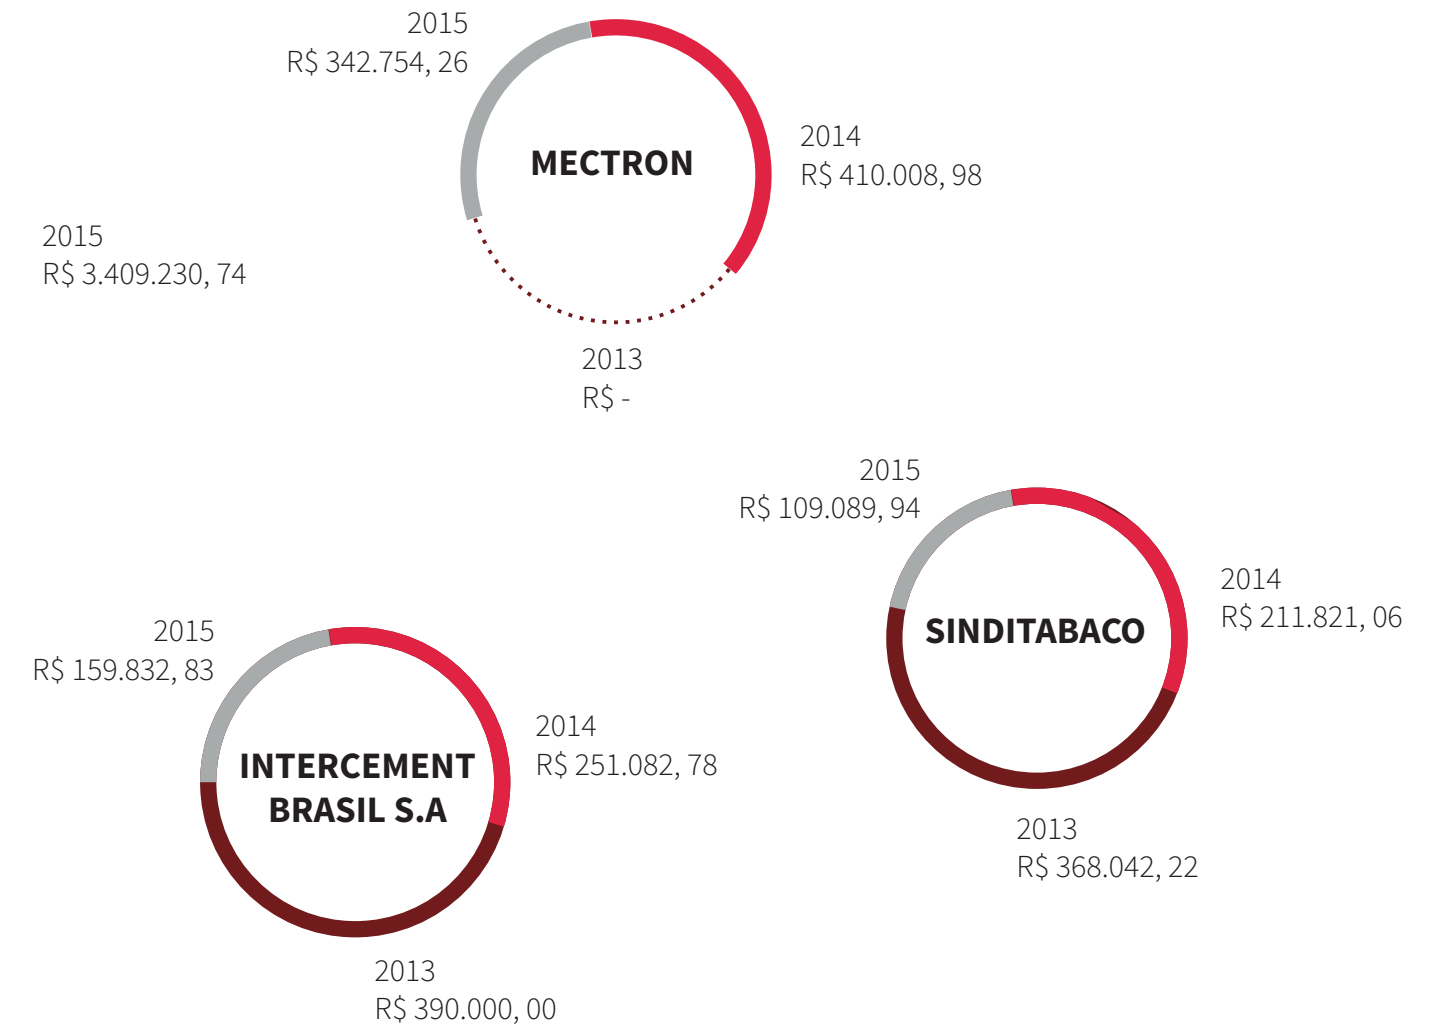 2015
R$ 342.754, 26
MECTRON
2014
R$ 410.008, 98
2015
R$ 3.409.230, 74
2013
R$ -
2015
R$ 109.089, 94
SINDITABACO
2014
R$ 211.821, 06
2013
R$ 368.042, 22
2015
R$ 159.832, 83
INTERCEMENT
BRASIL S.A
2014
R$ 251.082, 78
2013
R$ 390.000, 00